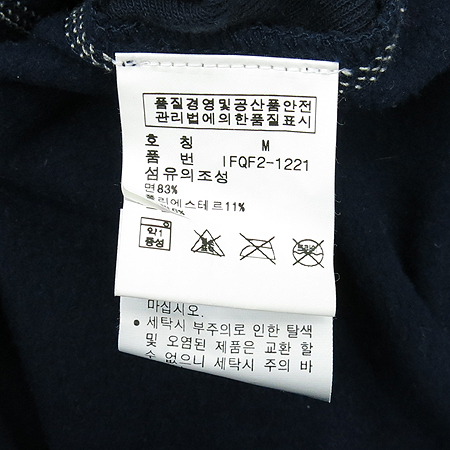 품질경영및공산품안전
관리법에의한품질표시
호 칭 M
품 번 IFQF2-1221
섬유의조성
면83%
폴리에스테르11%
약1
중성
마십시오.
• 세탁시 부주의로 인한 탈색
및 오염된 제품은 교환 할
수 없으니 세탁시 주의 바